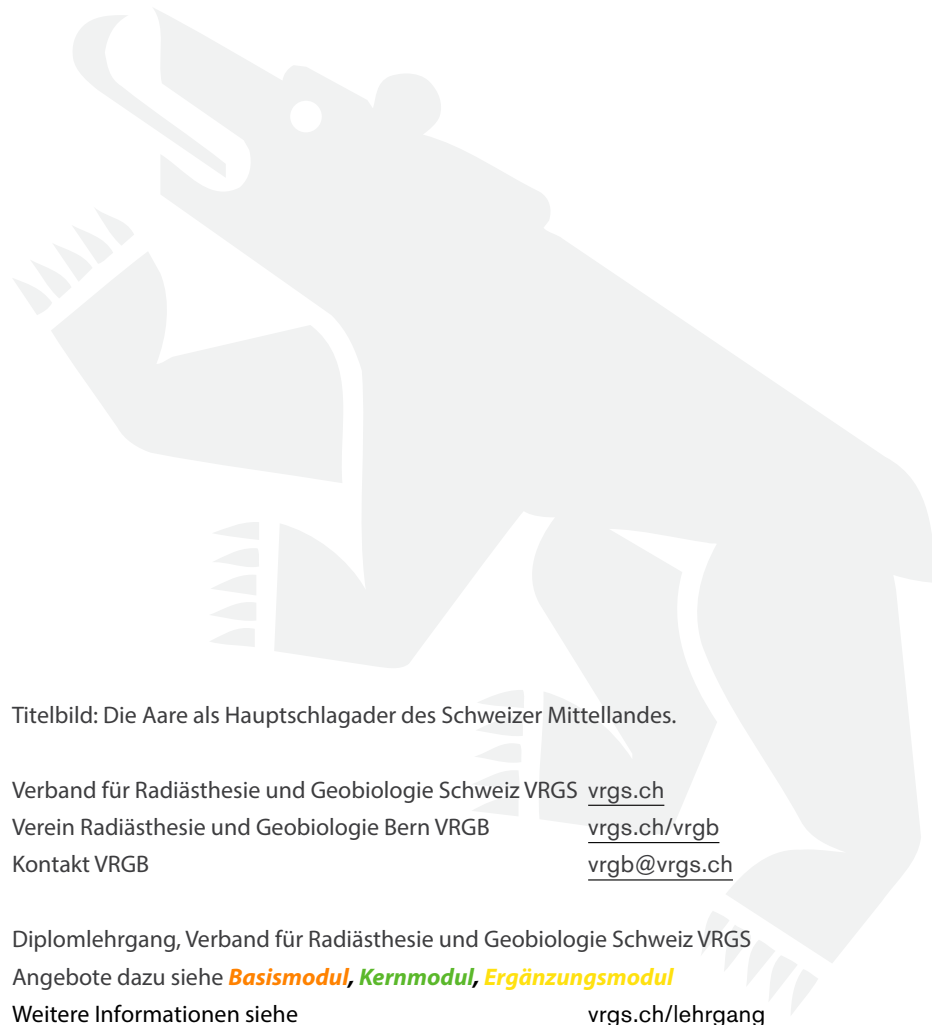 Titelbild: Die Aare als Hauptschlagader des Schweizer Mittellandes.
Verband für Radiästhesie und Geobiologie Schweiz VRGS vrgs.ch
Verein Radiästhesie und Geobiologie Bern VRGB vrgs.ch/vrgb
Kontakt VRGB vrgb@vrgs.ch
Diplomlehrgang, Verband für Radiästhesie und Geobiologie Schweiz VRGS
Angebote dazu siehe Basismodul, Kernmodul, Ergänzungsmodul
Weitere Informationen siehe vrgs.ch/lehrgang